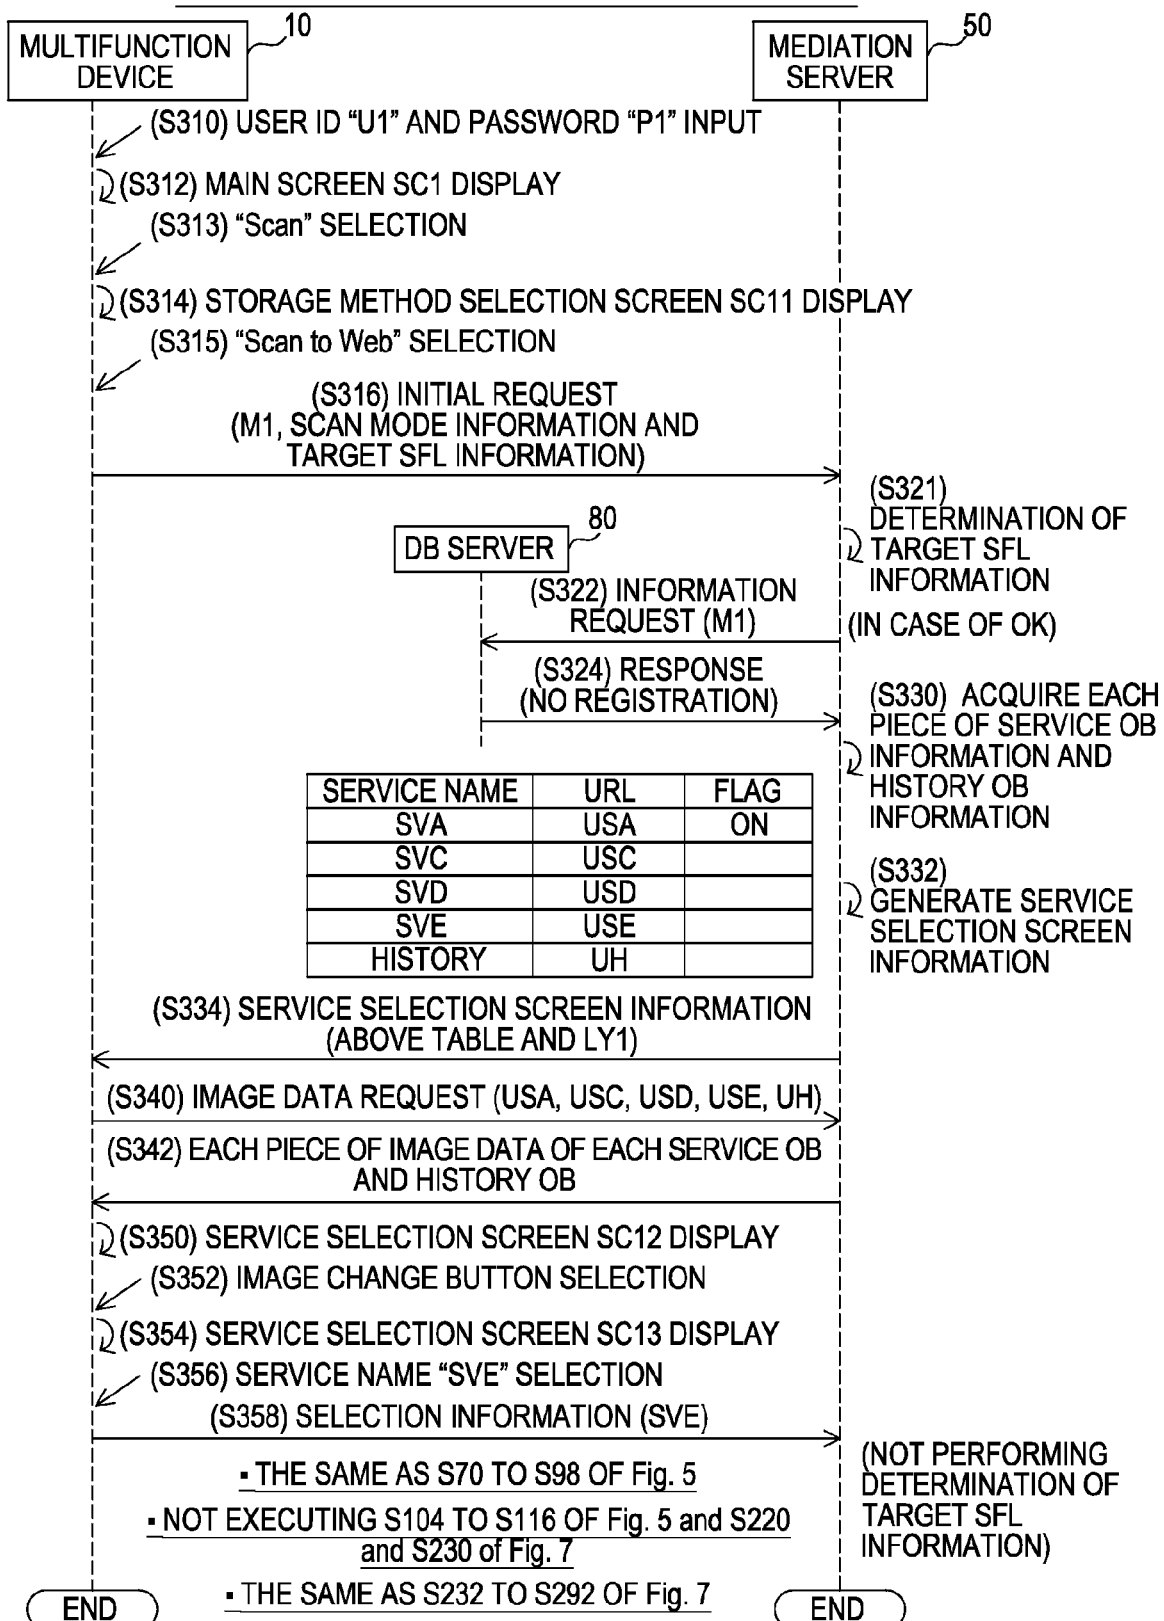 10
50
MULTIFUNCTION
DEVICE
MEDIATION
SERVER
(S310) USER ID “U1” AND PASSWORD “P1” INPUT
(S312) MAIN SCREEN SC1 DISPLAY
(S313) “Scan” SELECTION
(S314) STORAGE METHOD SELECTION SCREEN SC11 DISPLAY
(S315) “Scan to Web” SELECTION
(S316) INITIAL REQUEST
(M1, SCAN MODE INFORMATION AND
TARGET SFL INFORMATION)
(S321)
DETERMINATION OF
TARGET SFL
INFORMATION
80
DB SERVER
(S322) INFORMATION
REQUEST (M1)
(IN CASE OF OK)
(S324) RESPONSE
(NO REGISTRATION)
(S330) ACQUIRE EACH
PIECE OF SERVICE OB
INFORMATION AND
HISTORY OB
INFORMATION
SERVICE NAME URL FLAG
SVA USA ON
SVC USC
SVD USD
SVE USE
HISTORY UH
(S332)
GENERATE SERVICE
SELECTION SCREEN
INFORMATION
(S334) SERVICE SELECTION SCREEN INFORMATION
(ABOVE TABLE AND LY1)
(S340) IMAGE DATA REQUEST (USA, USC, USD, USE, UH)
(S342) EACH PIECE OF IMAGE DATA OF EACH SERVICE OB
AND HISTORY OB
(S350) SERVICE SELECTION SCREEN SC12 DISPLAY
(S352) IMAGE CHANGE BUTTON SELECTION
(S354) SERVICE SELECTION SCREEN SC13 DISPLAY
(S356) SERVICE NAME “SVE” SELECTION
(S358) SELECTION INFORMATION (SVE)
(NOT PERFORMING
DETERMINATION OF
TARGET SFL
INFORMATION)
▪ THE SAME AS S70 TO S98 OF Fig. 5
▪ NOT EXECUTING S104 TO S116 OF Fig. 5 and S220
and S230 of Fig. 7
▪ THE SAME AS S232 TO S292 OF Fig. 7
END
END